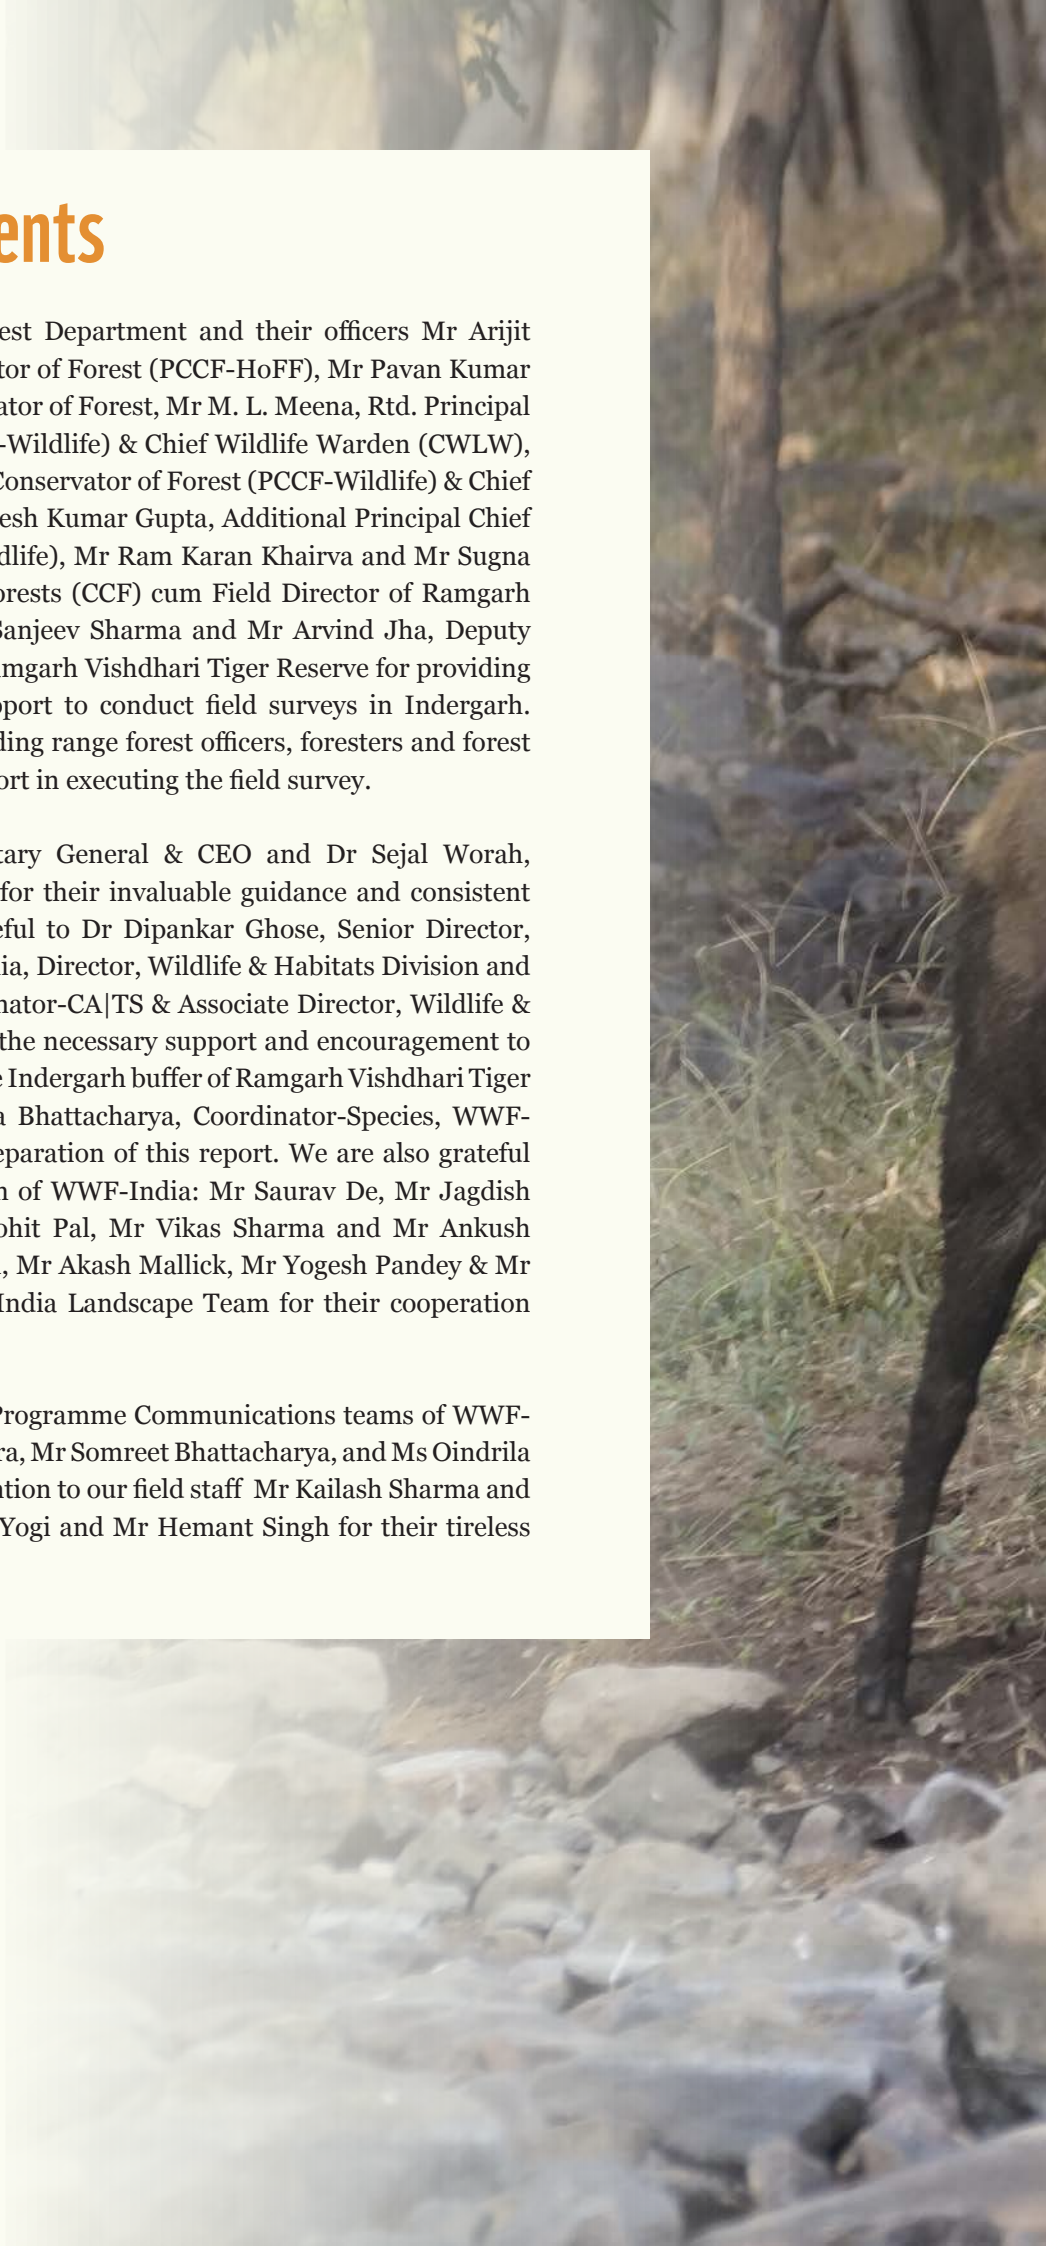 ents
est Department and their officers Mr Arijit
tor of Forest (PCCF-HoFF), Mr Pavan Kumar
ator of Forest, Mr M. L. Meena, Rtd. Principal
-Wildlife) & Chief Wildlife Warden (CWLW),
Conservator of Forest (PCCF-Wildlife) & Chief
esh Kumar Gupta, Additional Principal Chief
dlife), Mr Ram Karan Khairva and Mr Sugna
orests (CCF) cum Field Director of Ramgarh
Sanjeev Sharma and Mr Arvind Jha, Deputy
amgarh Vishdhari Tiger Reserve for providing
pport to conduct field surveys in Indergarh.
ding range forest officers, foresters and forest
ort in executing the field survey.
tary General & CEO and Dr Sejal Worah,
for their invaluable guidance and consistent
eful to Dr Dipankar Ghose, Senior Director,
ia, Director, Wildlife & Habitats Division and
nator-CA|TS & Associate Director, Wildlife &
the necessary support and encouragement to
e Indergarh buffer of Ramgarh Vishdhari Tiger
a Bhattacharya, Coordinator-Species, WWF-
eparation of this report. We are also grateful
n of WWF-India: Mr Saurav De, Mr Jagdish
ohit Pal, Mr Vikas Sharma and Mr Ankush
, Mr Akash Mallick, Mr Yogesh Pandey & Mr
India Landscape Team for their cooperation
Programme Communications teams of WWF-
ra, Mr Somreet Bhattacharya, and Ms Oindrila
ntion to our field staff Mr Kailash Sharma and
Yogi and Mr Hemant Singh for their tireless